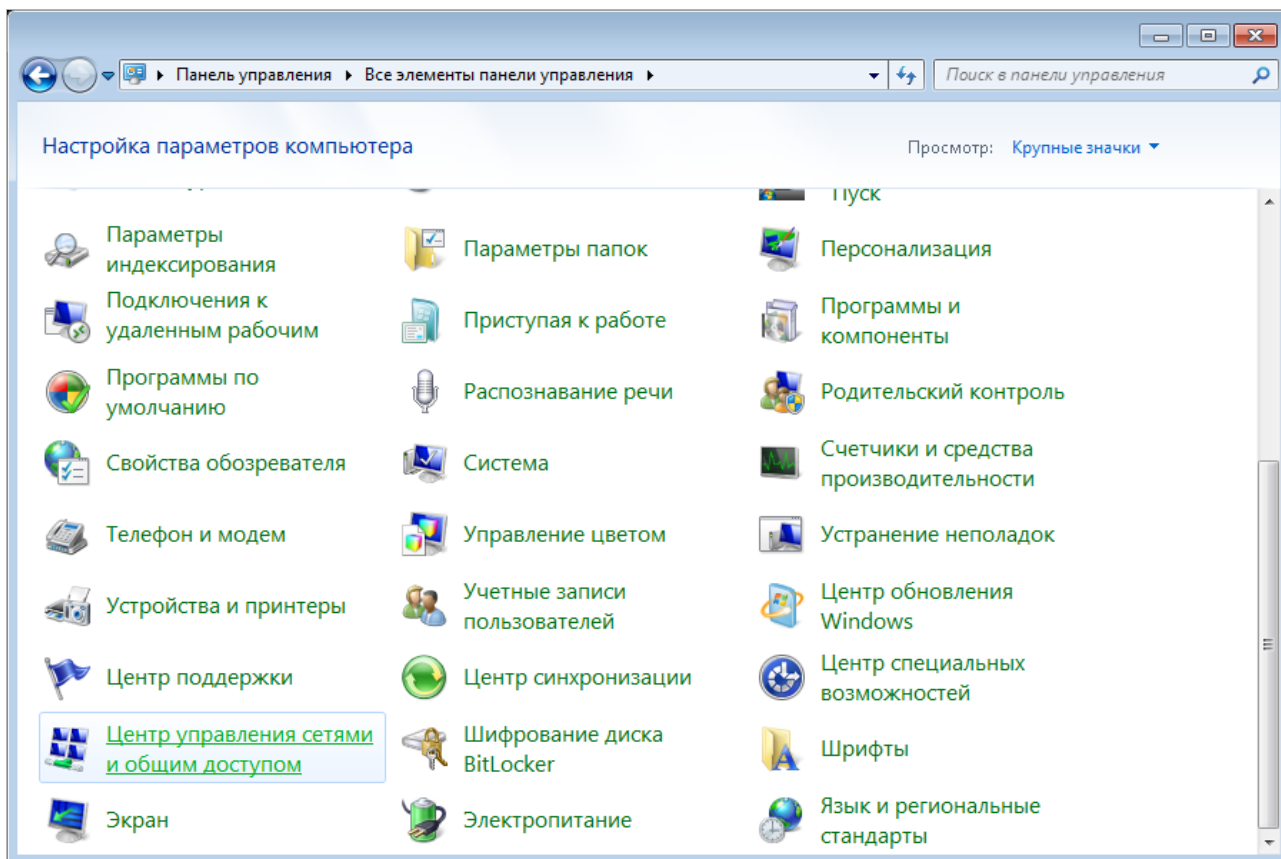 Панель управления Все элементы панели управления
Поиск в панели управления
Настройка параметров компьютера
Просмотр: Крупные значки
Пуск
Параметры
индексирования
Параметры папок
Персонализация
Подключения к
удаленным рабочим
Приступая к работе
Программы и
компоненты
Программы по
умолчанию
Распознавание речи
Родительский контроль
Свойства обозревателя
Система
Счетчики и средства
производительности
Телефон и модем
Управление цветом
Устранение неполадок
Устройства и принтеры
Учетные записи
пользователей
Центр обновления
Windows
Центр поддержки
Центр синхронизации
Центр специальных
возможностей
Центр управления сетями
и общим доступом
Шифрование диска
BitLocker
Шрифты
Экран
Электропитание
Язык и региональные
стандарты